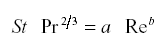 St Pr^{2/3} = a Re^b